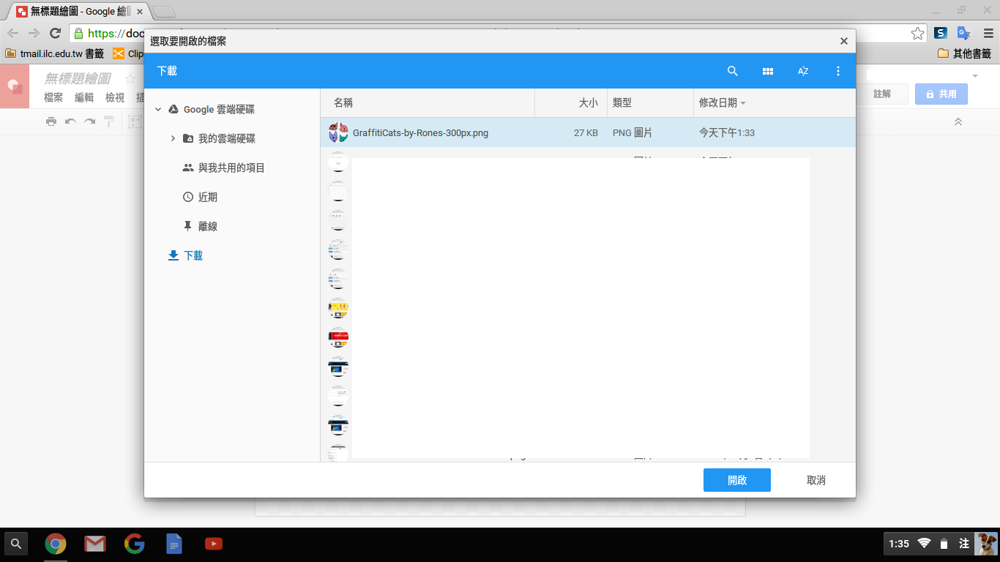 無標題繪圖 - Google 繪
https://doc
tmail.ilc.edu.tw 書籤
Clip
其他書籤
無標題繪圖
檔案 編輯 檢視 插
註解
共用
選取要開啟的檔案
下載
AZ
Google 雲端硬碟
我的雲端硬碟
與我共用的項目
近期
離線
下載
名稱 大小 類型 修改日期
GraffitiCats-by-Rones-300px.png 27 KB PNG 圖片 今天下午1:33
開啟 取消
1:35 注